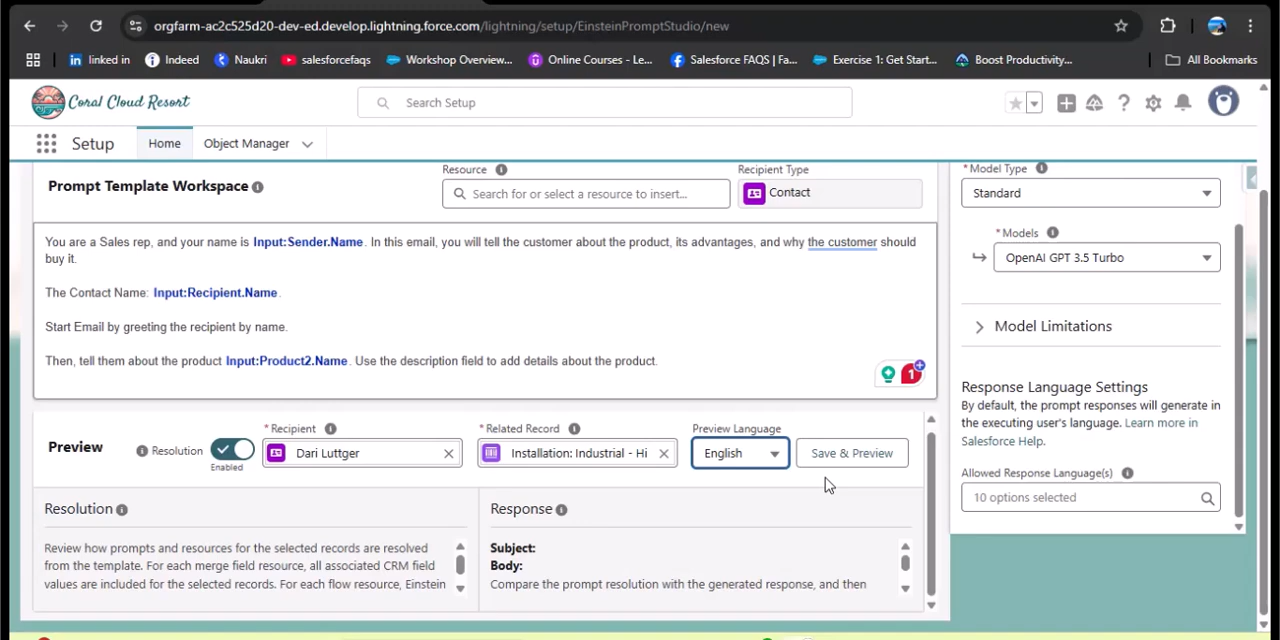 orgfarm-ac2c525d20-dev-ed.develop.lightning.force.com/lightning/setup/EinsteinPromptStudio/new
linked in
Indeed
Naukri
salesforcefaqs
Workshop Overview...
Online Courses - Le...
Salesforce FAQS | Fa...
Exercise 1: Get Start...
Boost Productivity...
All Bookmarks
Coral Cloud Resort
Search Setup
Setup
Home
Object Manager
Prompt Template Workspace
Resource
Search for or select a resource to insert...
Recipient Type
Contact
You are a Sales rep, and your name is Input:Sender.Name. In this email, you will tell the customer about the product, its advantages, and why the customer should
buy it.
The Contact Name: Input:Recipient.Name.
Start Email by greeting the recipient by name.
Then, tell them about the product Input:Product2.Name. Use the description field to add details about the product.
1
Preview
Resolution
Enabled
* Recipient
Dari Luttger
* Related Record
Installation: Industrial - Hi
Preview Language
English
Save & Preview
Resolution
Review how prompts and resources for the selected records are resolved
from the template. For each merge field resource, all associated CRM field
values are included for the selected records. For each flow resource, Einstein
Response
Subject:
Body:
Compare the prompt resolution with the generated response, and then
* Model Type
Standard
* Models
OpenAI GPT 3.5 Turbo
Model Limitations
Response Language Settings
By default, the prompt responses will generate in
the executing user's language. Learn more in
Salesforce Help.
Allowed Response Language(s)
10 options selected